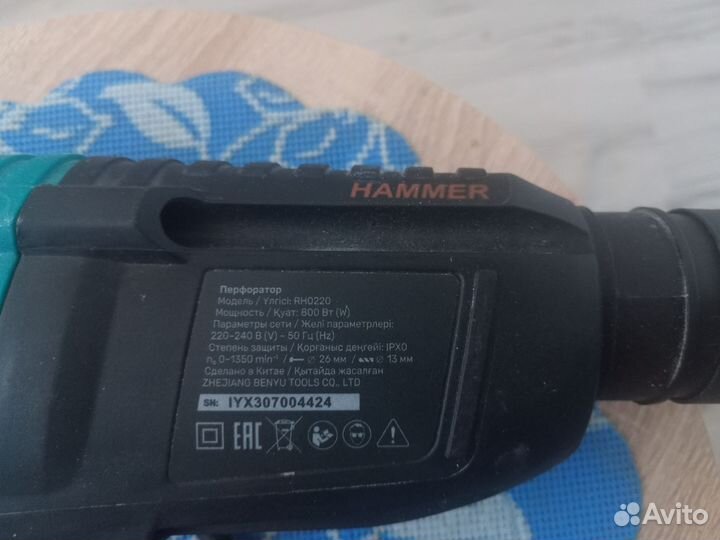 HAMMER
Перфоратор
Модель / Үлгісі: RH0220
Мощность / Қуат: 800 Вт (W)
Параметры сети / Желі параметрлері:
220-240 В (V) ~ 50 Гц (Hz)
Степень защиты / Қорғаныс деңгейі: IPX0
n₀ 0-1350 min⁻¹ / ⌀ 26 мм / ⌀ 13 мм
Сделано в Китае / Қытайда жасалған
ZHEJIANG BENYU TOOLS CO., LTD
SN: IYX307004424
EAC
Avito